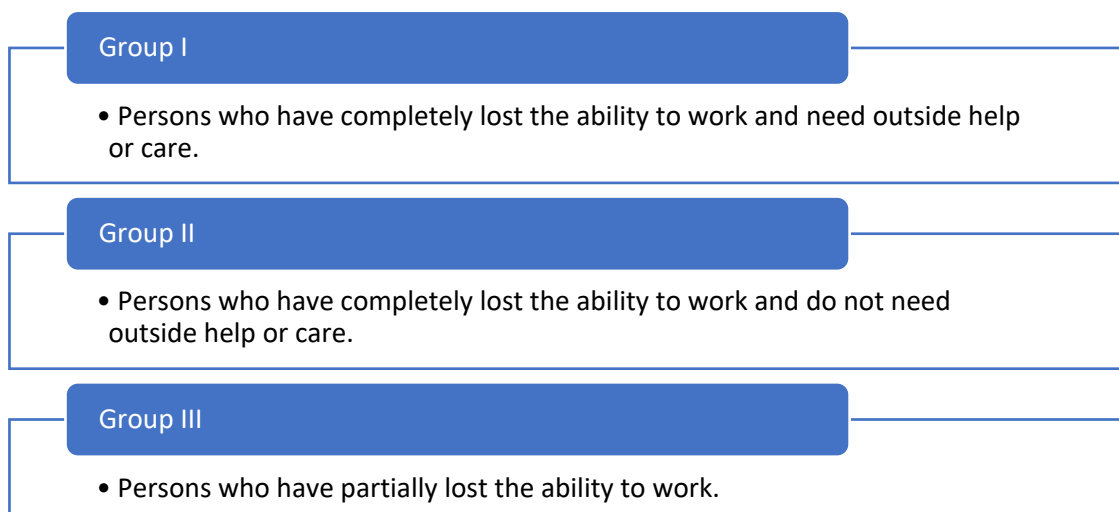 Group I
• Persons who have completely lost the ability to work and need outside help
or care.
Group II
• Persons who have completely lost the ability to work and do not need
outside help or care.
Group III
• Persons who have partially lost the ability to work.